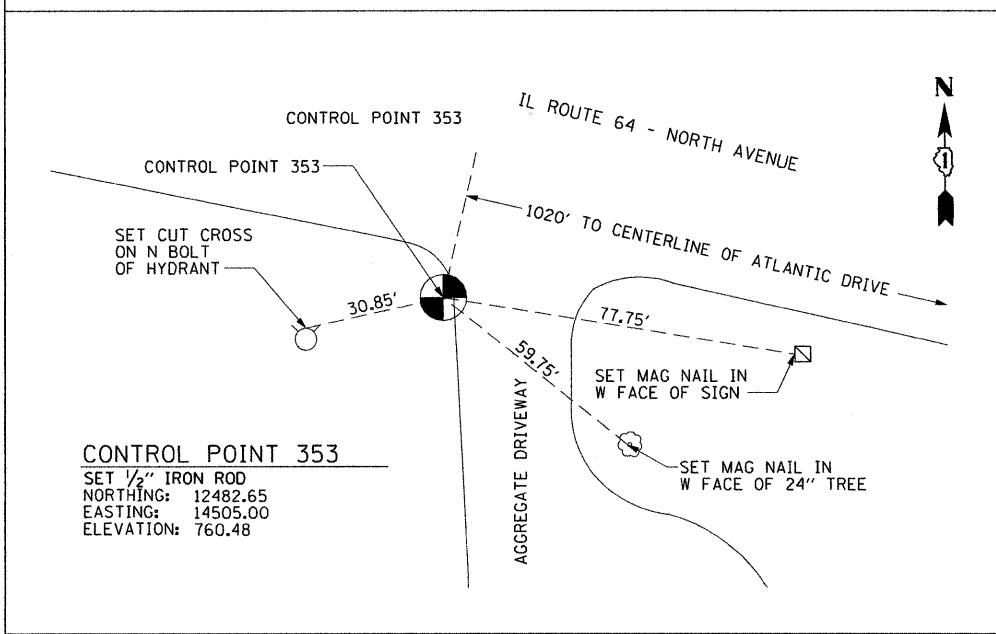 N
IL ROUTE 64 - NORTH AVENUE
CONTROL POINT 353
CONTROL POINT 353
1020' TO CENTERLINE OF ATLANTIC DRIVE
SET CUT CROSS
ON N BOLT
OF HYDRANT
30.85'
77.75'
59.75'
SET MAG NAIL IN
W FACE OF SIGN
AGGREGATE DRIVEWAY
SET MAG NAIL IN
W FACE OF 24" TREE
CONTROL POINT 353
SET 1/2" IRON ROD
NORTHING: 12482.65
EASTING: 14505.00
ELEVATION: 760.48
1